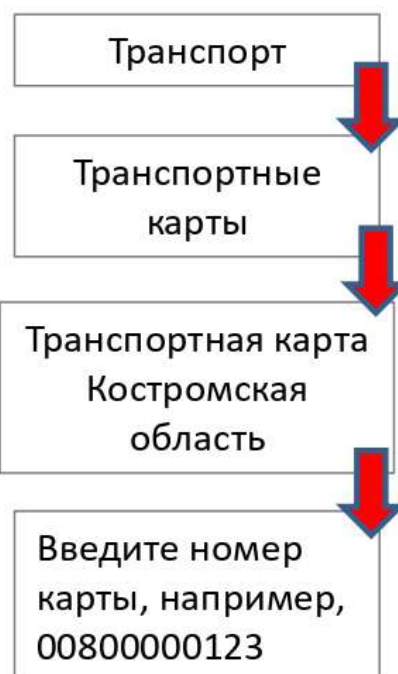 Транспорт
Транспортные
карты
Транспортная карта
Костромская
область
Введите номер
карты, например,
00800000123